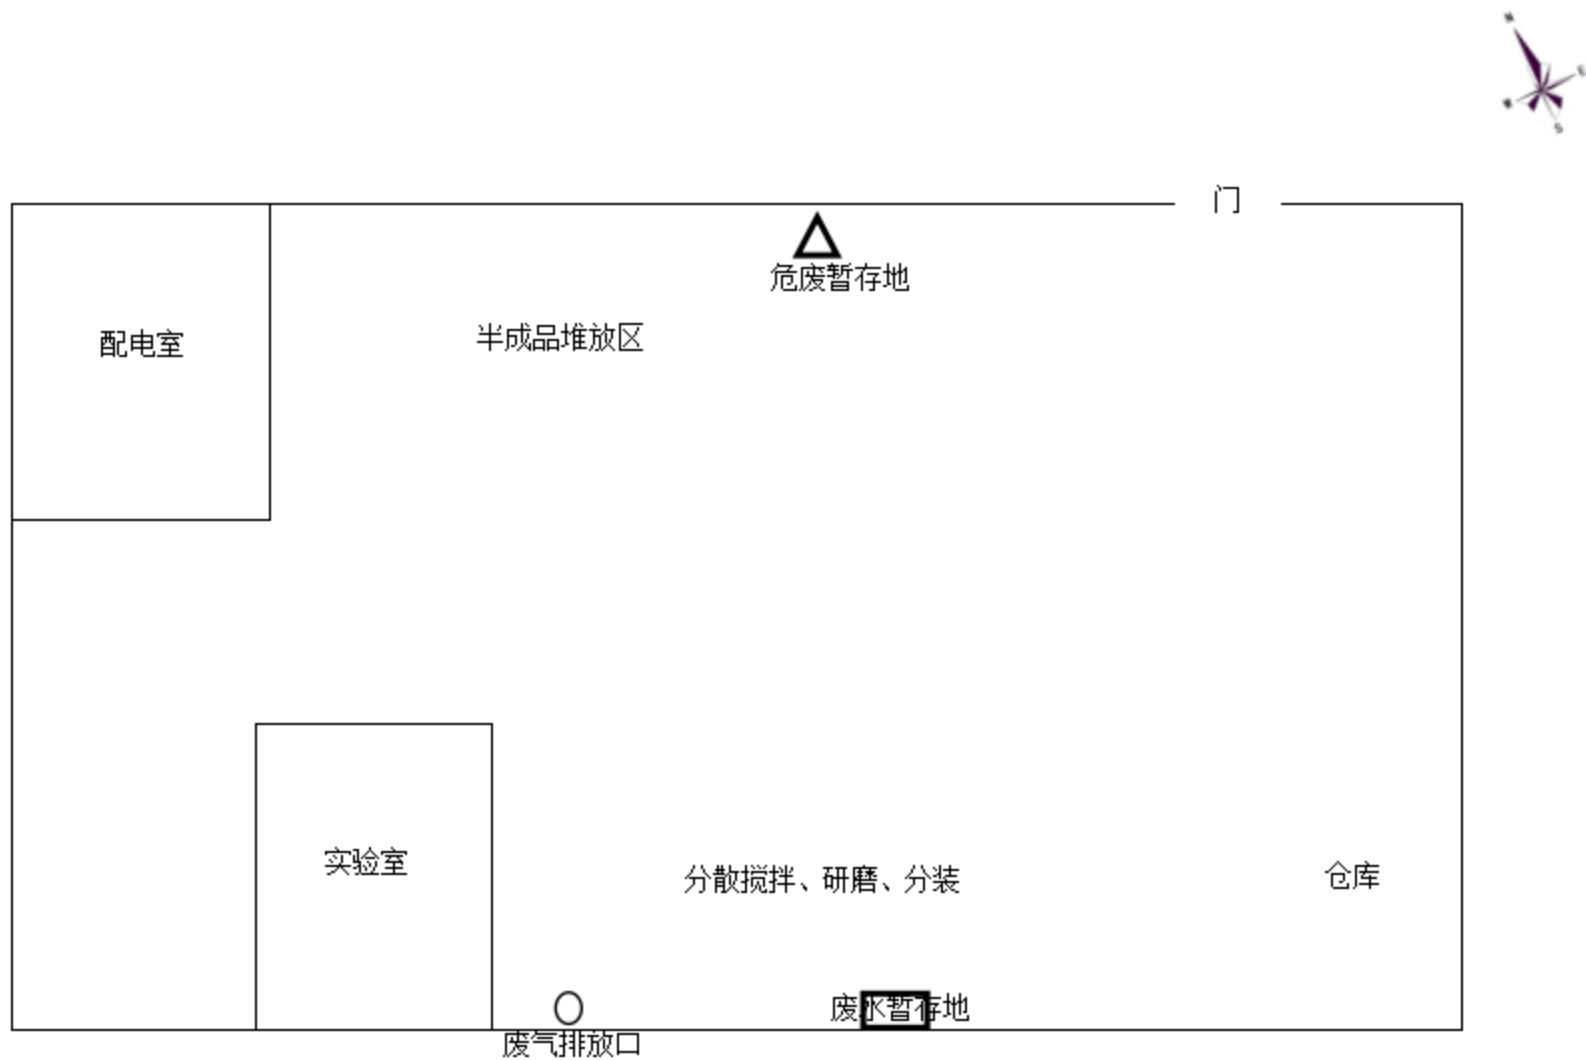 N
S
门
危废暂存地
半成品堆放区
配电室
实验室
分散搅拌、研磨、分装
仓库
废水暂存地
废气排放口